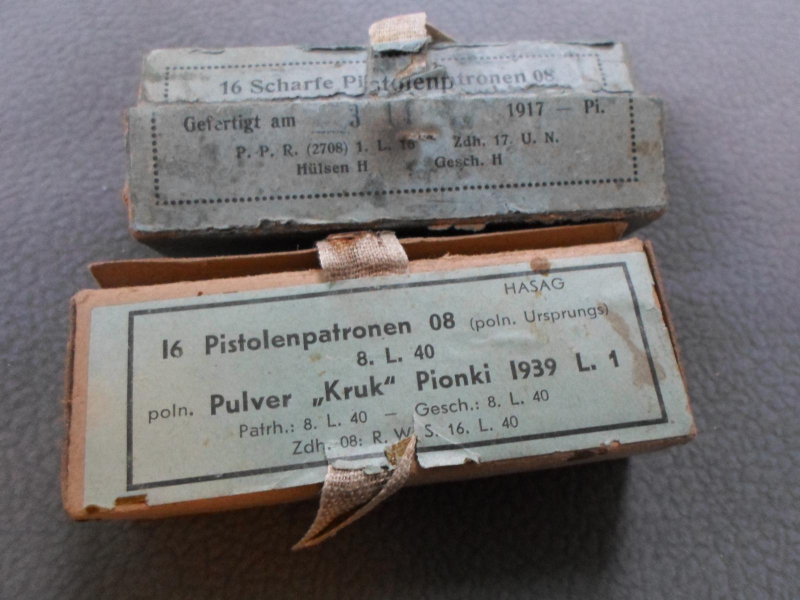 16 Scharfe Pistolenpatronen 08
Gefertigt am 3 1917 — Pi.
P. P. R. (2708) 1. L. 16 Zdh. 17. U. N.
Hülsen H Gesch. H
HASAG
16 Pistolenpatronen 08 (poln. Ursprungs)
8. L. 40
poln. Pulver „Kruk“ Pionki 1939 L. 1
Patrh.: 8. L. 40 — Gesch.: 8. L. 40
Zdh. 08: R. W. S. 16. L. 40